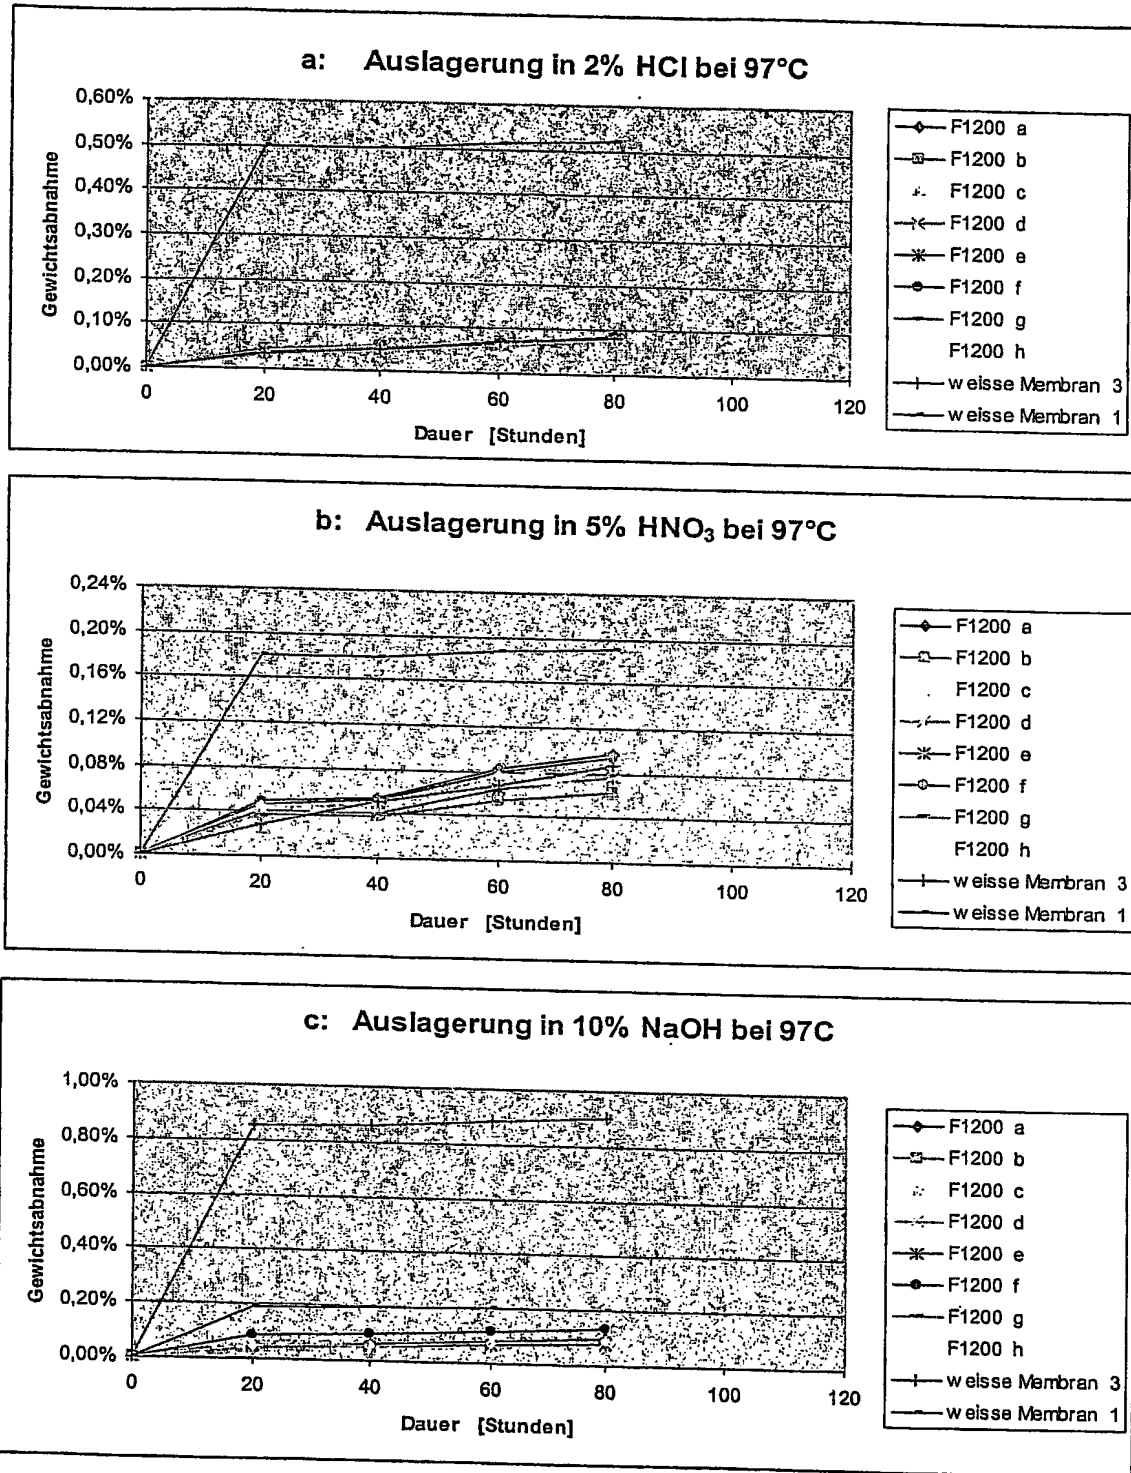 a: Auslagerung in 2% HCl bei 97°C
Gewichtsabnahme
0,60%
0,50%
0,40%
0,30%
0,20%
0,10%
0,00%
0 20 40 60 80 100 120
Dauer [Stunden]
F1200 a
F1200 b
F1200 c
F1200 d
F1200 e
F1200 f
F1200 g
F1200 h
weisse Membran 3
weisse Membran 1
b: Auslagerung in 5% HNO₃ bei 97°C
Gewichtsabnahme
0,24%
0,20%
0,16%
0,12%
0,08%
0,04%
0,00%
0 20 40 60 80 100 120
Dauer [Stunden]
F1200 a
F1200 b
F1200 c
F1200 d
F1200 e
F1200 f
F1200 g
F1200 h
weisse Membran 3
weisse Membran 1
c: Auslagerung in 10% NaOH bei 97C
Gewichtsabnahme
1,00%
0,80%
0,60%
0,40%
0,20%
0,00%
0 20 40 60 80 100 120
Dauer [Stunden]
F1200 a
F1200 b
F1200 c
F1200 d
F1200 e
F1200 f
F1200 g
F1200 h
weisse Membran 3
weisse Membran 1